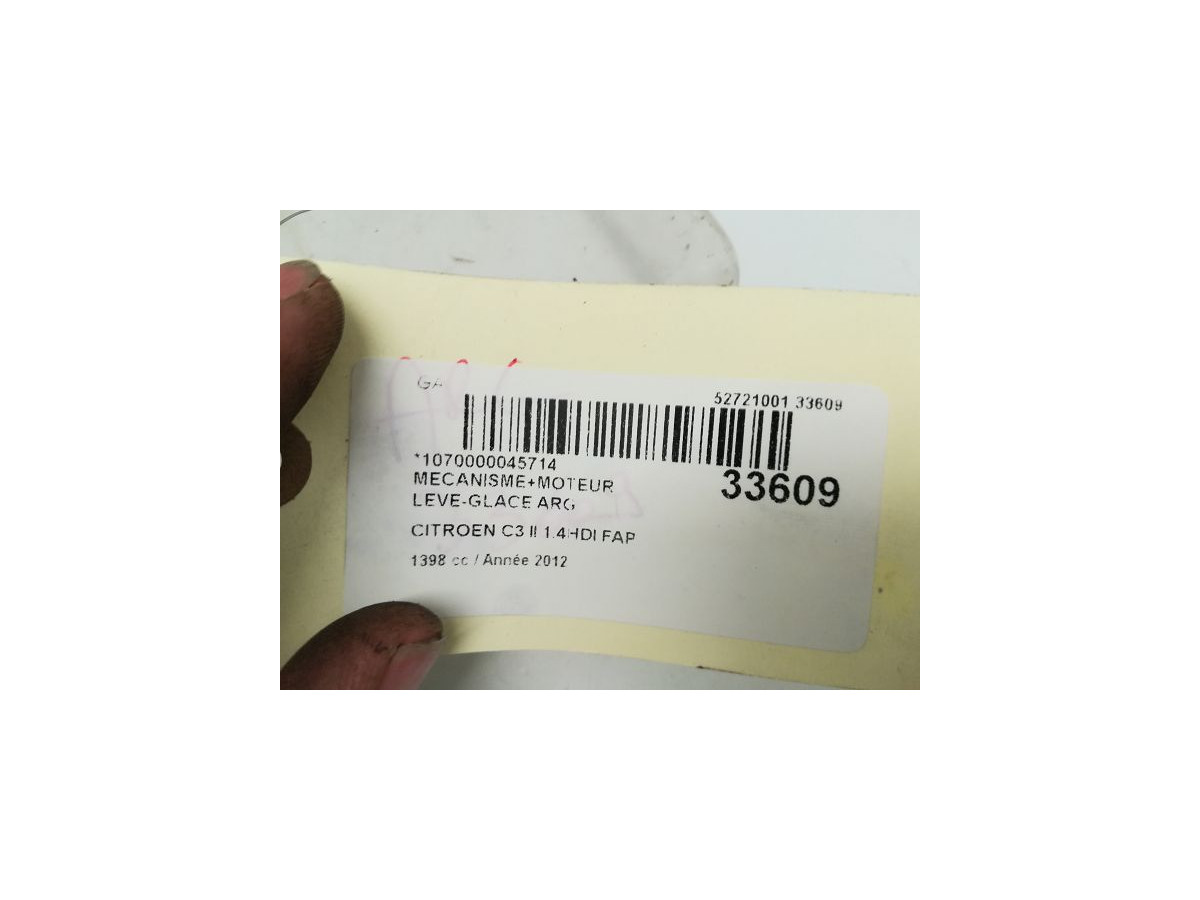 GA
52721001 33609
*1070000045714
MECANISME+MOTEUR
33609
LEVE-GLACE ARG
CITROEN C3 II 1.4HDI FAP
1398 cc / Année 2012